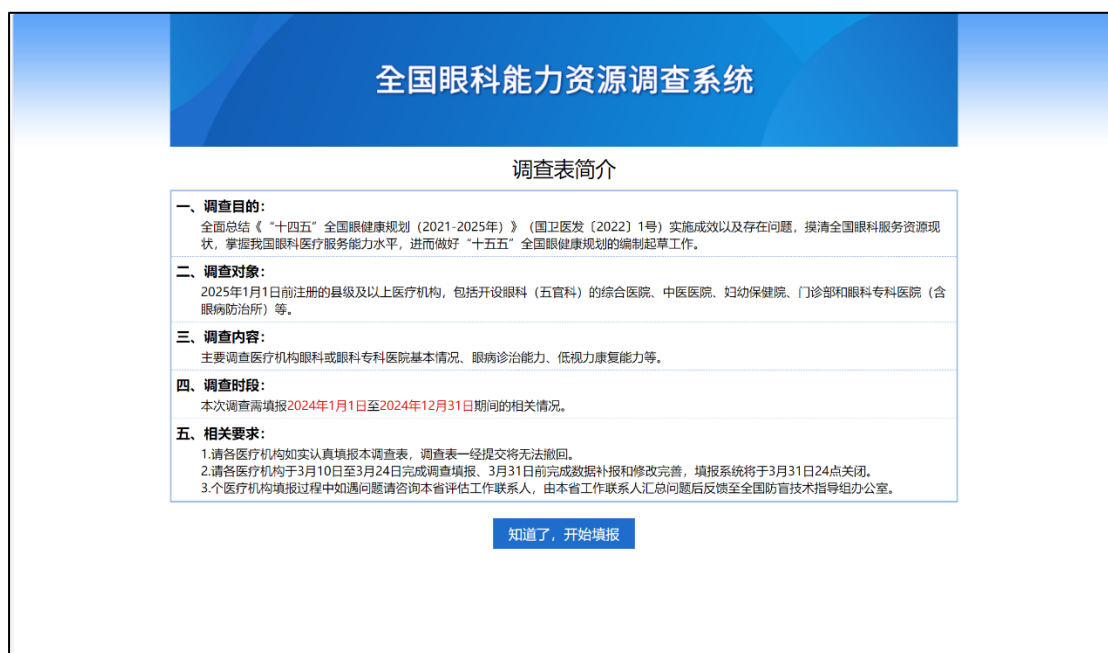 全国眼科能力资源调查系统
调查表简介
一、调查目的：
全面总结《“十四五”全国眼健康规划（2021-2025年）》（国卫医发〔2022〕1号）实施成效以及存在问题，摸清全国眼科服务资源现
状，掌握我国眼科医疗服务能力水平，进而做好“十五五”全国眼健康规划的编制起草工作。
二、调查对象：
2025年1月1日前注册的县级及以上医疗机构，包括开设眼科（五官科）的综合医院、中医医院、妇幼保健院、门诊部和眼科专科医院（含
眼病防治所）等。
三、调查内容：
主要调查医疗机构眼科或眼科专科医院基本情况、眼病诊治能力、低视力康复能力等。
四、调查时段：
本次调查需填报2024年1月1日至2024年12月31日期间的相关情况。
五、相关要求：
1.请各医疗机构如实认真填报本调查表，调查表一经提交将无法撤回。
2.请各医疗机构于3月10日至3月24日完成调查填报、3月31日前完成数据补报和修改完善，填报系统将于3月31日24点关闭。
3.个医疗机构填报过程中如遇问题请咨询本省评估工作联系人，由本省工作联系人汇总问题后反馈至全国防盲技术指导组办公室。
知道了，开始填报